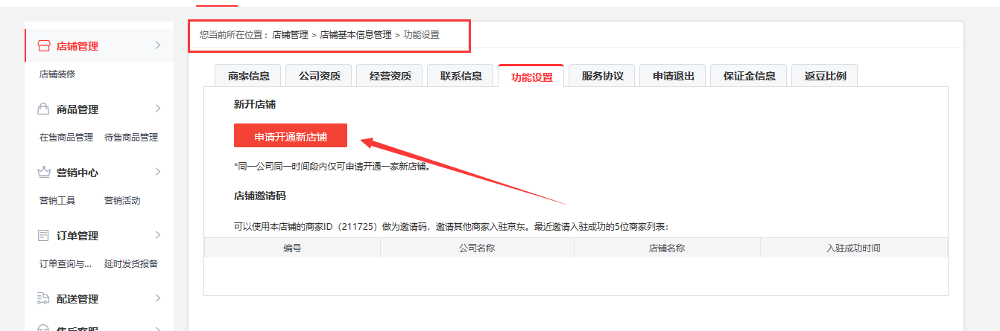 店铺管理
店铺装修
商品管理
在售商品管理 待售商品管理
营销中心
营销工具 营销活动
订单管理
订单查询与... 延时发货报备
配送管理
售后客服
您当前所在位置： 店铺管理 > 店铺基本信息管理 > 功能设置
商家信息 公司资质 经营资质 联系信息 功能设置 服务协议 申请退出 保证金信息 返豆比例
新开店铺
申请开通新店铺
*同一公司同一时间段内仅可申请开通一家新店铺。
店铺邀请码
可以使用本店铺的商家ID（211725）做为邀请码，邀请其他商家入驻京东。最近邀请入驻成功的5位商家列表：
编号 公司名称 店铺名称 入驻成功时间